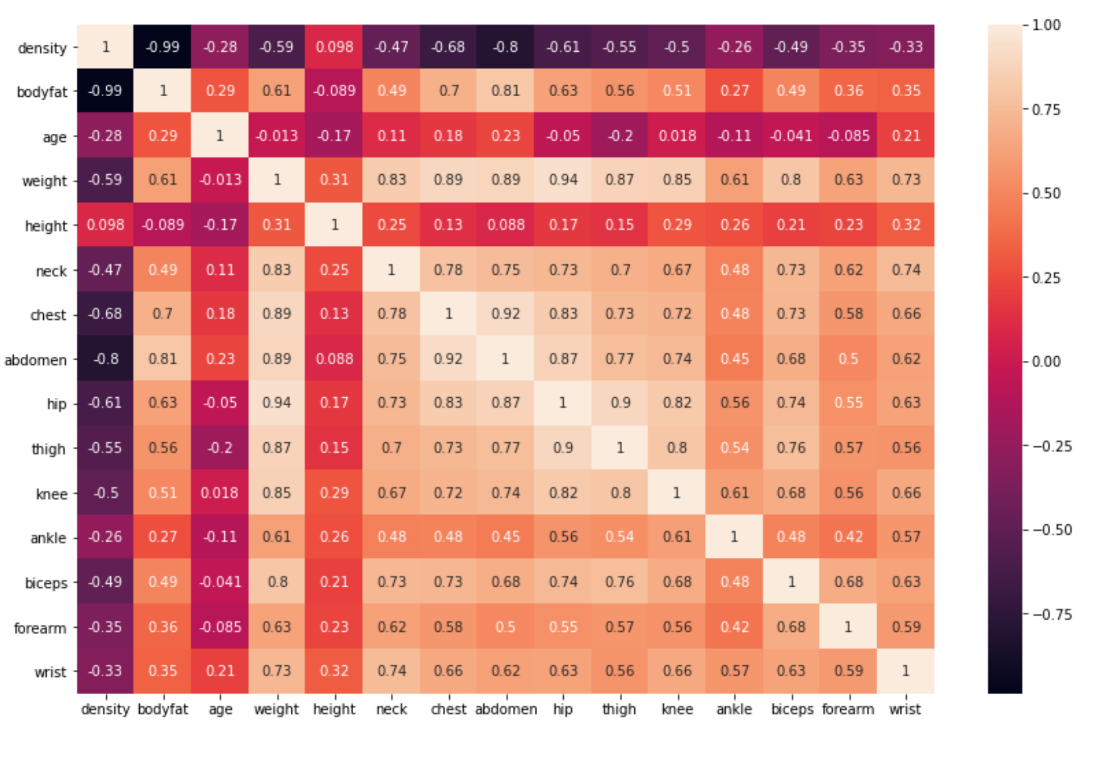 density 1 -0.99 -0.28 -0.59 0.098 -0.47 -0.68 -0.8 -0.61 -0.55 -0.5 -0.26 -0.49 -0.35 -0.33 1.00
bodyfat -0.99 1 0.29 0.61 -0.089 0.49 0.7 0.81 0.63 0.56 0.51 0.27 0.49 0.36 0.35
0.75
age -0.28 0.29 1 -0.013 -0.17 0.11 0.18 0.23 -0.05 -0.2 0.018 -0.11 -0.041 -0.085 0.21
weight -0.59 0.61 -0.013 1 0.31 0.83 0.89 0.89 0.94 0.87 0.85 0.61 0.8 0.63 0.73
0.50
height 0.098 -0.089 -0.17 0.31 1 0.25 0.13 0.088 0.17 0.15 0.29 0.26 0.21 0.23 0.32
neck -0.47 0.49 0.11 0.83 0.25 1 0.78 0.75 0.73 0.7 0.67 0.48 0.73 0.62 0.74
0.25
chest -0.68 0.7 0.18 0.89 0.13 0.78 1 0.92 0.83 0.73 0.72 0.48 0.73 0.58 0.66
abdomen -0.8 0.81 0.23 0.89 0.088 0.75 0.92 1 0.87 0.77 0.74 0.45 0.68 0.5 0.62
0.00
hip -0.61 0.63 -0.05 0.94 0.17 0.73 0.83 0.87 1 0.9 0.82 0.56 0.74 0.55 0.63
thigh -0.55 0.56 -0.2 0.87 0.15 0.7 0.73 0.77 0.9 1 0.8 0.54 0.76 0.57 0.56
−0.25
knee -0.5 0.51 0.018 0.85 0.29 0.67 0.72 0.74 0.82 0.8 1 0.61 0.68 0.56 0.66
−0.50
ankle -0.26 0.27 -0.11 0.61 0.26 0.48 0.48 0.45 0.56 0.54 0.61 1 0.48 0.42 0.57
biceps -0.49 0.49 -0.041 0.8 0.21 0.73 0.73 0.68 0.74 0.76 0.68 0.48 1 0.68 0.63
−0.75
forearm -0.35 0.36 -0.085 0.63 0.23 0.62 0.58 0.5 0.55 0.57 0.56 0.42 0.68 1 0.59
wrist -0.33 0.35 0.21 0.73 0.32 0.74 0.66 0.62 0.63 0.56 0.66 0.57 0.63 0.59 1
density bodyfat age weight height neck chest abdomen hip thigh knee ankle biceps forearm wrist